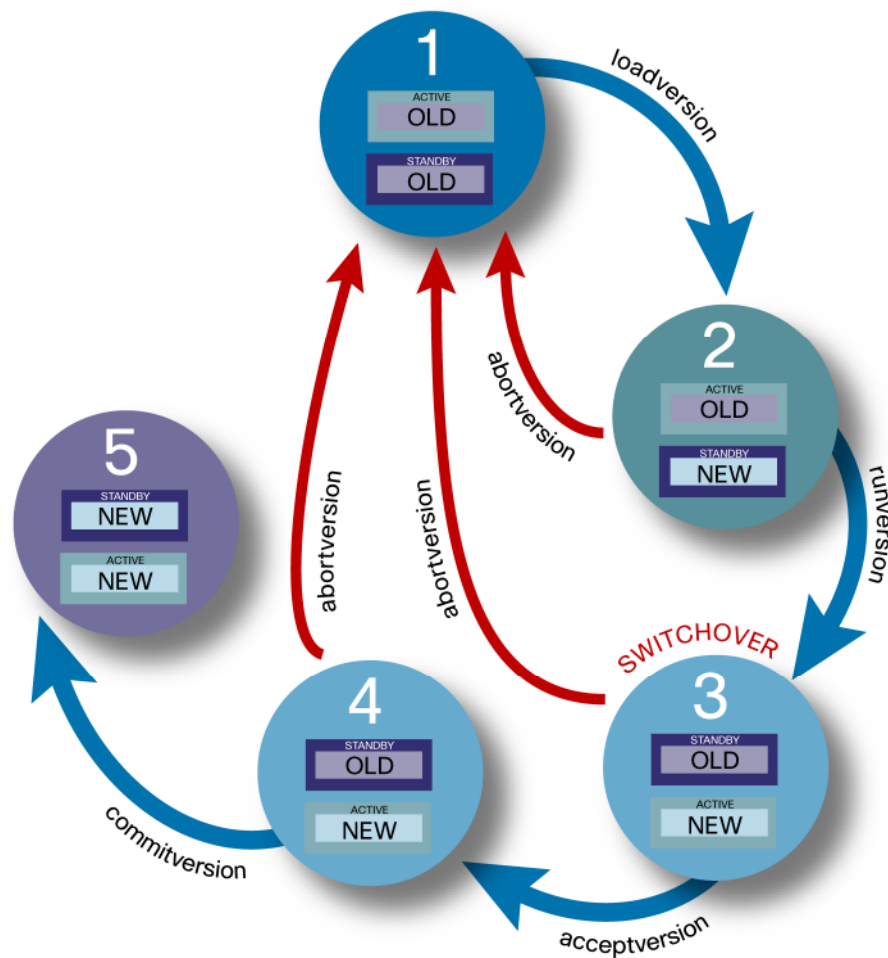 1
ACTIVE
OLD
STANDBY
OLD
loadversion
2
ACTIVE
OLD
STANDBY
NEW
abortversion
runversion
SWITCHOVER
3
STANDBY
OLD
ACTIVE
NEW
abortversion
acceptversion
4
STANDBY
OLD
ACTIVE
NEW
abortversion
commitversion
5
STANDBY
NEW
ACTIVE
NEW